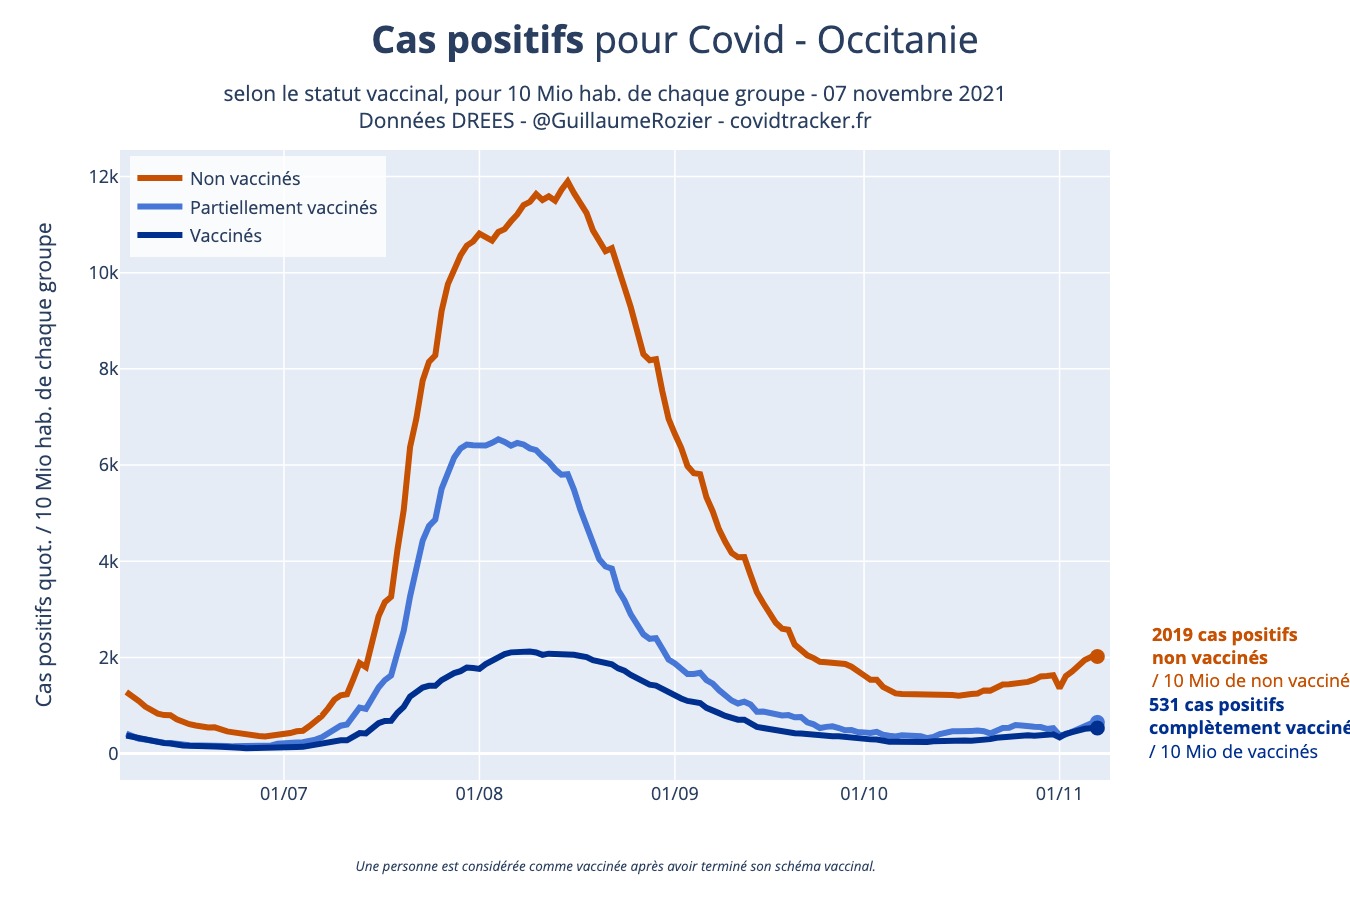 Cas positifs pour Covid - Occitanie
selon le statut vaccinal, pour 10 Mio hab. de chaque groupe - 07 novembre 2021
Données DREES - @GuillaumeRozier - covidtracker.fr
Non vaccinés
Partiellement vaccinés
Vaccinés
Cas positifs quot. / 10 Mio hab. de chaque groupe
12k
10k
8k
6k
4k
2k
0
01/07
01/08
01/09
01/10
01/11
2019 cas positifs
non vaccinés
/ 10 Mio de non vacciné
531 cas positifs
complètement vacciné
/ 10 Mio de vaccinés
Une personne est considérée comme vaccinée après avoir terminé son schéma vaccinal.